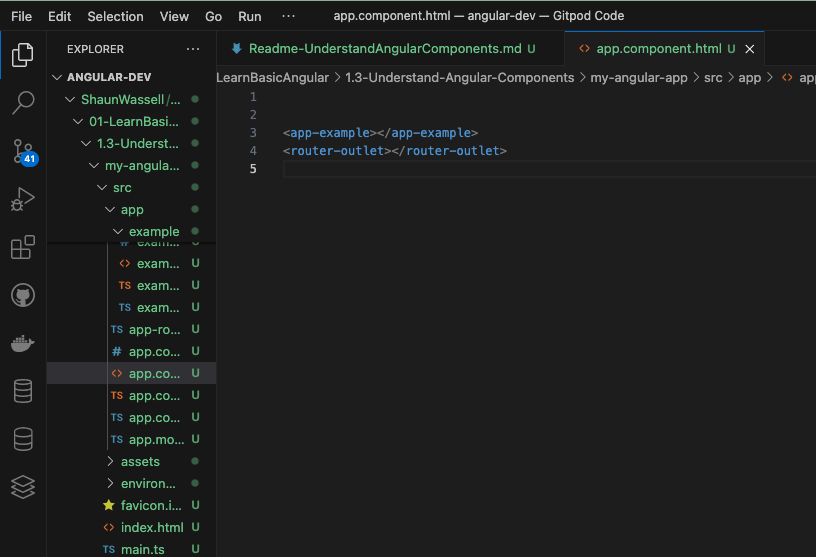 File Edit Selection View Go Run ··· app.component.html — angular-dev — Gitpod Code
EXPLORER ···
Readme-UnderstandAngularComponents.md U
<> app.component.html U ×
ANGULAR-DEV
LearnBasicAngular > 1.3-Understand-Angular-Components > my-angular-app > src > app > <> ap
ShaunWassell/...
01-LearnBasi...
1.3-Underst...
my-angula...
src
app
example
# exam... U
<> exam... U
TS exam... U
TS exam... U
TS app-ro... U
# app.co... U
<> app.co... U
TS app.co... U
TS app.co... U
TS app.mo... U
assets
environ...
favicon.i... U
<> index.html U
TS main.ts U
41
1
2
3 <app-example></app-example>
4 <router-outlet></router-outlet>
5